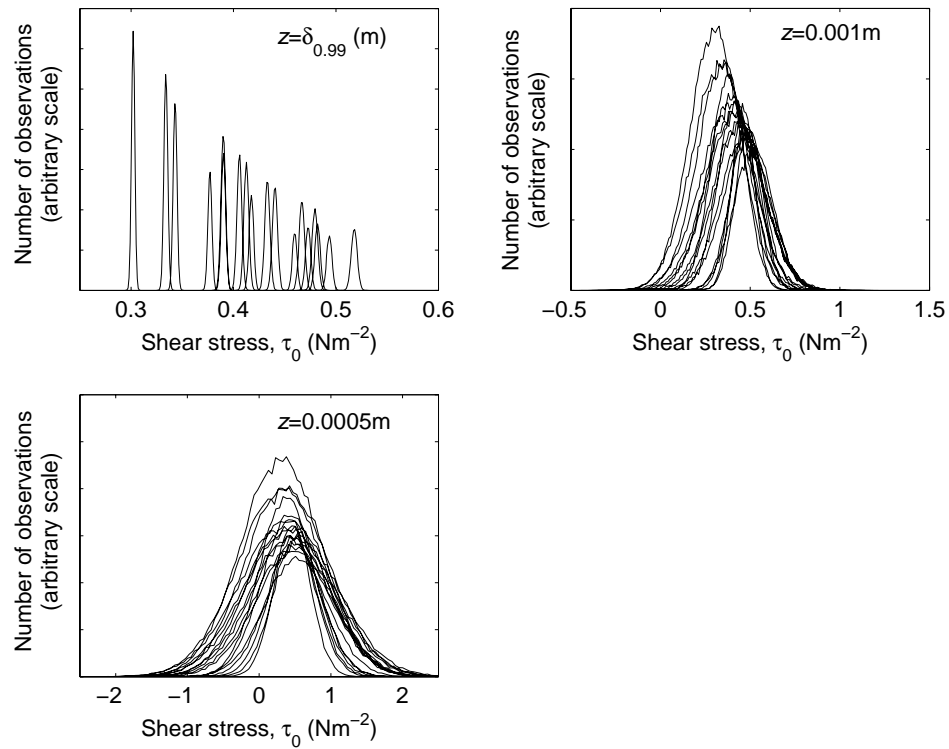 z=δ0.99 (m)
Number of observations
(arbitrary scale)
0.3 0.4 0.5 0.6
Shear stress, τ0 (Nm−2)
z=0.001m
Number of observations
(arbitrary scale)
−0.5 0 0.5 1 1.5
Shear stress, τ0 (Nm−2)
z=0.0005m
Number of observations
(arbitrary scale)
−2 −1 0 1 2
Shear stress, τ0 (Nm−2)